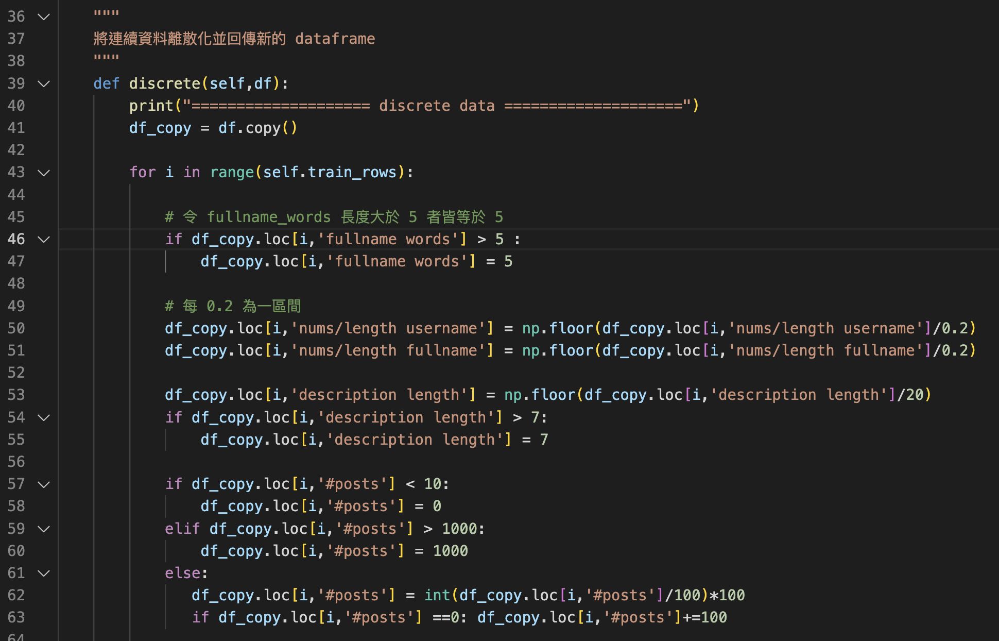 36 """
37 將連續資料離散化並回傳新的 dataframe
38 """
39 def discrete(self,df):
40 print("==================== discrete data ====================")
41 df_copy = df.copy()
42
43 for i in range(self.train_rows):
44
45 # 令 fullname_words 長度大於 5 者皆等於 5
46 if df_copy.loc[i,'fullname words'] > 5 :
47 df_copy.loc[i,'fullname words'] = 5
48
49 # 每 0.2 為一區間
50 df_copy.loc[i,'nums/length username'] = np.floor(df_copy.loc[i,'nums/length username']/0.2)
51 df_copy.loc[i,'nums/length fullname'] = np.floor(df_copy.loc[i,'nums/length fullname']/0.2)
52
53 df_copy.loc[i,'description length'] = np.floor(df_copy.loc[i,'description length']/20)
54 if df_copy.loc[i,'description length'] > 7:
55 df_copy.loc[i,'description length'] = 7
56
57 if df_copy.loc[i,'#posts'] < 10:
58 df_copy.loc[i,'#posts'] = 0
59 elif df_copy.loc[i,'#posts'] > 1000:
60 df_copy.loc[i,'#posts'] = 1000
61 else:
62 df_copy.loc[i,'#posts'] = int(df_copy.loc[i,'#posts']/100)*100
63 if df_copy.loc[i,'#posts'] ==0: df_copy.loc[i,'#posts']+=100
64